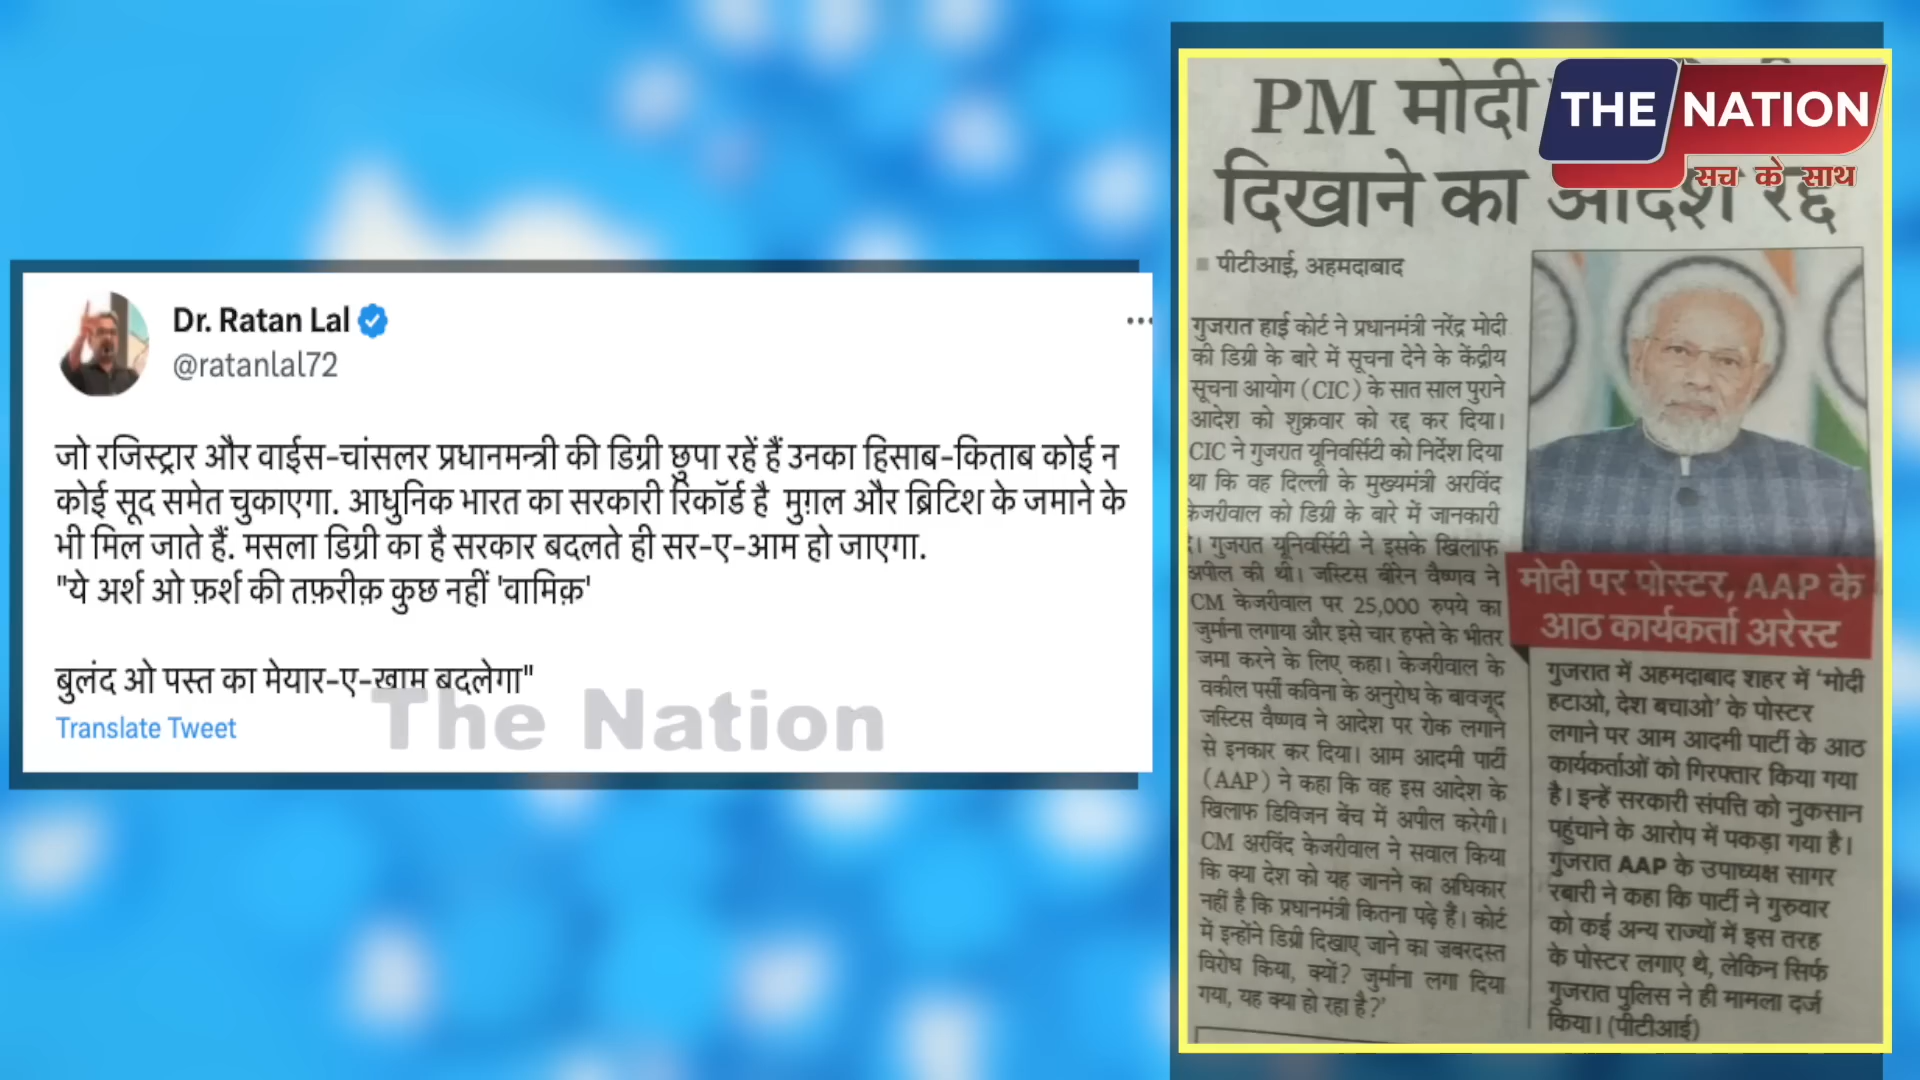 Dr. Ratan Lal
@ratanlal72
जो रजिस्ट्रार और वाईस-चांसलर प्रधानमन्त्री की डिग्री छुपा रहें हैं उनका हिसाब-किताब कोई न
कोई सूद समेत चुकाएगा. आधुनिक भारत का सरकारी रिकॉर्ड है मुग़ल और ब्रिटिश के जमाने के
भी मिल जाते हैं. मसला डिग्री का है सरकार बदलते ही सर-ए-आम हो जाएगा.
"ये अर्श ओ फ़र्श की तफ़रीक़ कुछ नहीं 'वामिक़'
बुलंद ओ पस्त का मेयार-ए-ख़ाम बदलेगा"
Translate Tweet
The Nation
THE NATION
सच के साथ
PM मोदी
दिखाने का आदेश रद्द
पीटीआई, अहमदाबाद
गुजरात हाई कोर्ट ने प्रधानमंत्री नरेंद्र मोदी
की डिग्री के बारे में सूचना देने के केंद्रीय
सूचना आयोग (CIC) के सात साल पुराने
आदेश को शुक्रवार को रद्द कर दिया।
CIC ने गुजरात यूनिवर्सिटी को निर्देश दिया
था कि वह दिल्ली के मुख्यमंत्री अरविंद
केजरीवाल को डिग्री के बारे में जानकारी
दे। गुजरात यूनिवर्सिटी ने इसके खिलाफ
अपील की थी। जस्टिस बीरेन वैष्णव ने
CM केजरीवाल पर 25,000 रुपये का
जुर्माना लगाया और इसे चार हफ्ते के भीतर
जमा करने के लिए कहा। केजरीवाल के
वकील पर्सी कविना के अनुरोध के बावजूद
जस्टिस वैष्णव ने आदेश पर रोक लगाने
से इनकार कर दिया। आम आदमी पार्टी
(AAP) ने कहा कि वह इस आदेश के
खिलाफ डिविजन बेंच में अपील करेगी।
CM अरविंद केजरीवाल ने सवाल किया
कि क्या देश को यह जानने का अधिकार
नहीं है कि प्रधानमंत्री कितना पढ़े हैं। कोर्ट
में इन्होंने डिग्री दिखाए जाने का जबरदस्त
विरोध किया, क्यों? जुर्माना लगा दिया
गया, यह क्या हो रहा है?'
मोदी पर पोस्टर, AAP के
आठ कार्यकर्ता अरेस्ट
गुजरात में अहमदाबाद शहर में 'मोदी
हटाओ, देश बचाओ' के पोस्टर
लगाने पर आम आदमी पार्टी के आठ
कार्यकर्ताओं को गिरफ्तार किया गया
है। इन्हें सरकारी संपत्ति को नुकसान
पहुंचाने के आरोप में पकड़ा गया है।
गुजरात AAP के उपाध्यक्ष सागर
रबारी ने कहा कि पार्टी ने गुरुवार
को कई अन्य राज्यों में इस तरह
के पोस्टर लगाए थे, लेकिन सिर्फ
गुजरात पुलिस ने ही मामला दर्ज
किया। (पीटीआई)